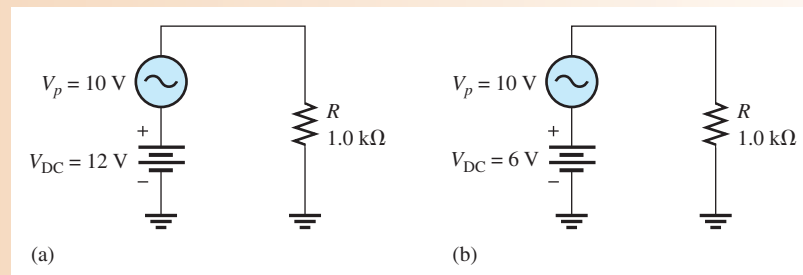 V_p = 10 V
+
V_DC = 12 V
−
R
1.0 kΩ
(a)
V_p = 10 V
+
V_DC = 6 V
−
R
1.0 kΩ
(b)